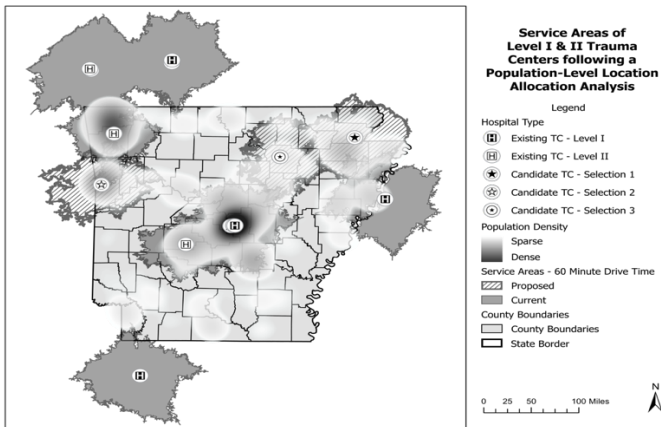 Service Areas of
Level I & II Trauma
Centers following a
Population-Level Location
Allocation Analysis
Legend
Hospital Type
H Existing TC - Level I
H Existing TC - Level II
Candidate TC - Selection 1
Candidate TC - Selection 2
Candidate TC - Selection 3
Population Density
Sparse
Dense
Service Areas - 60 Minute Drive Time
Proposed
Current
County Boundaries
County Boundaries
State Border
N
0 25 50 100 Miles
H
H
H
H
H
H
H